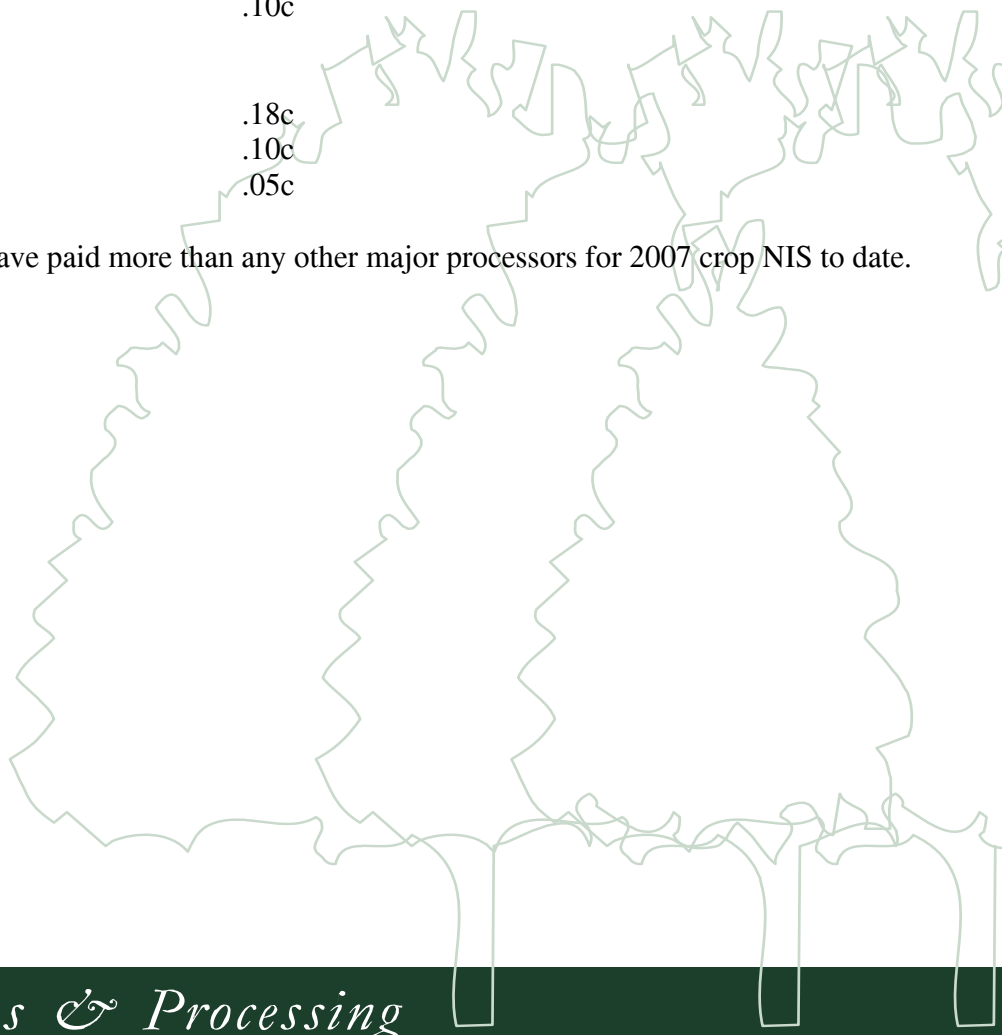 .10c
.18c
.10c
.05c
ave paid more than any other major processors for 2007 crop NIS to date.
s & Processing